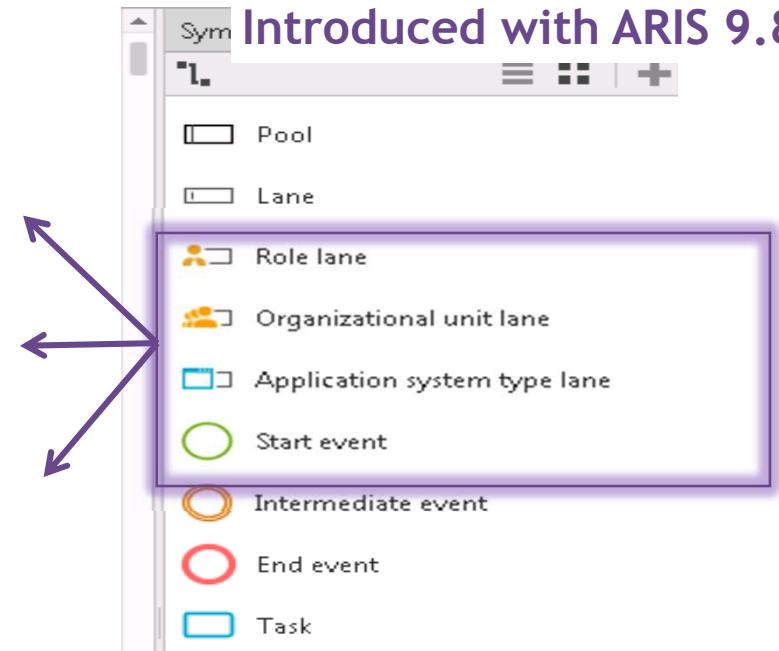 Sym
Introduced with ARIS 9.8
Pool
Lane
Role lane
Organizational unit lane
Application system type lane
Start event
Intermediate event
End event
Task